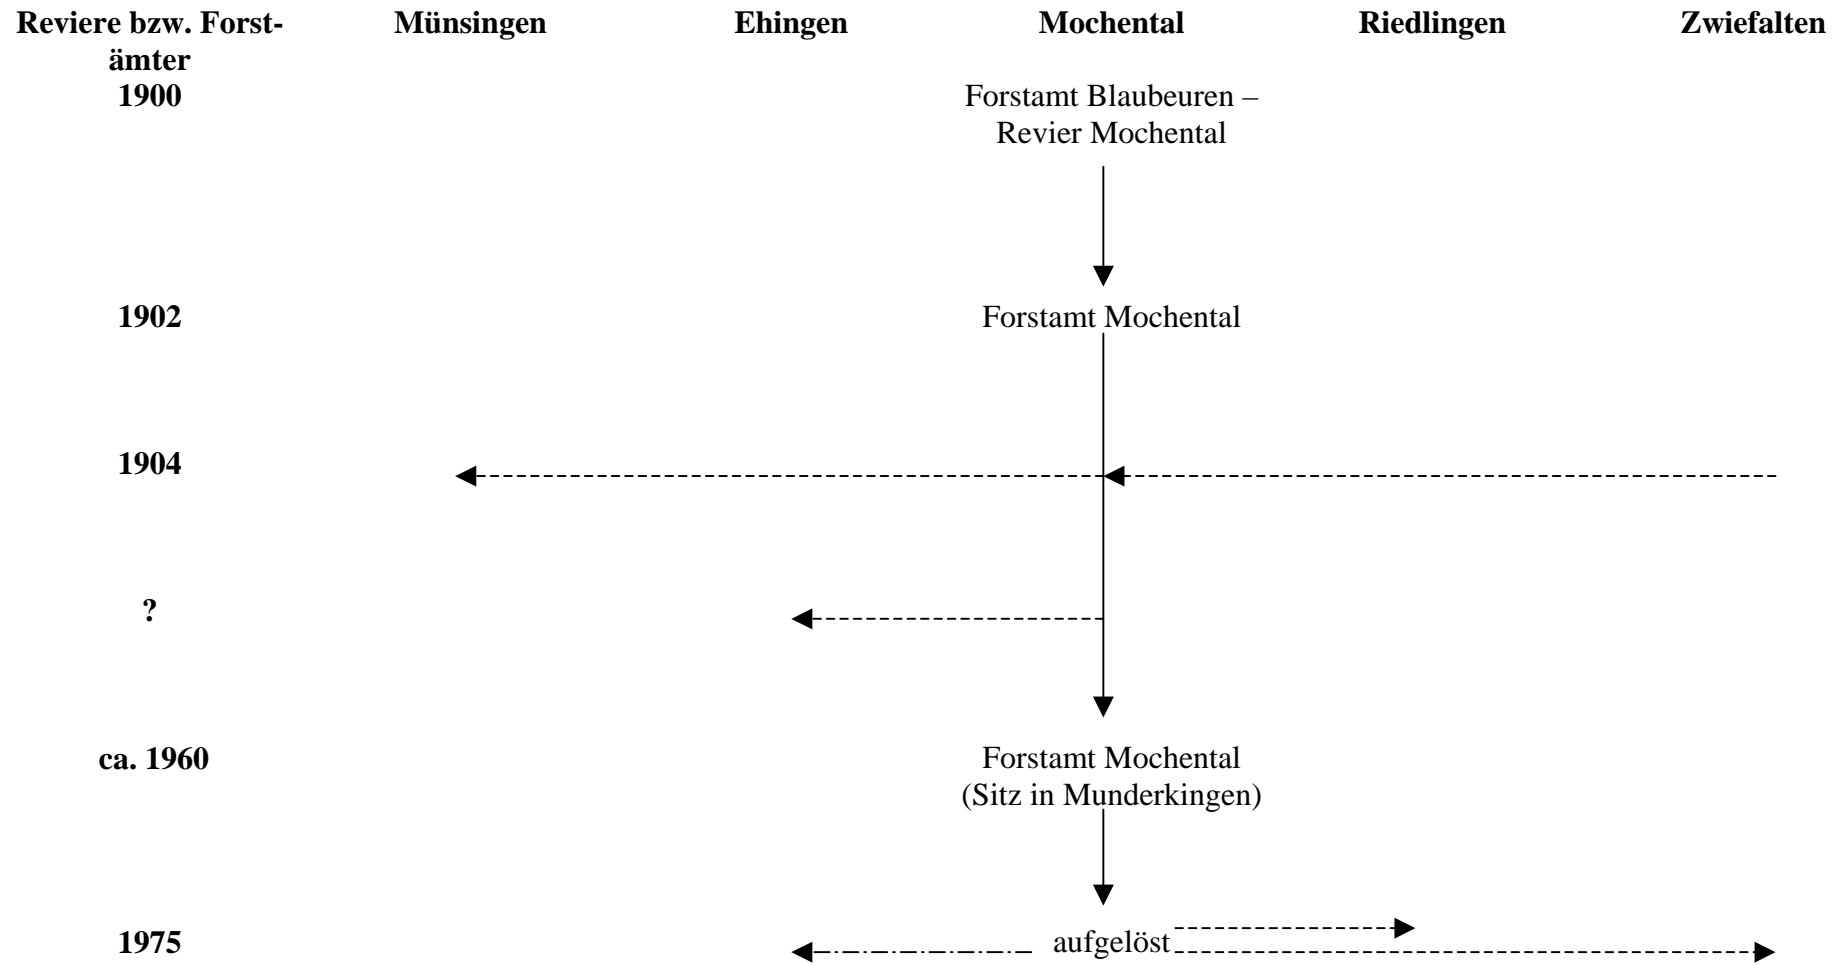 Reviere bzw. Forst- Münsingen Ehingen Mochental Riedlingen Zwiefalten
ämter
1900 Forstamt Blaubeuren –
Revier Mochental
1902 Forstamt Mochental
1904
?
ca. 1960 Forstamt Mochental
(Sitz in Munderkingen)
1975 aufgelöst